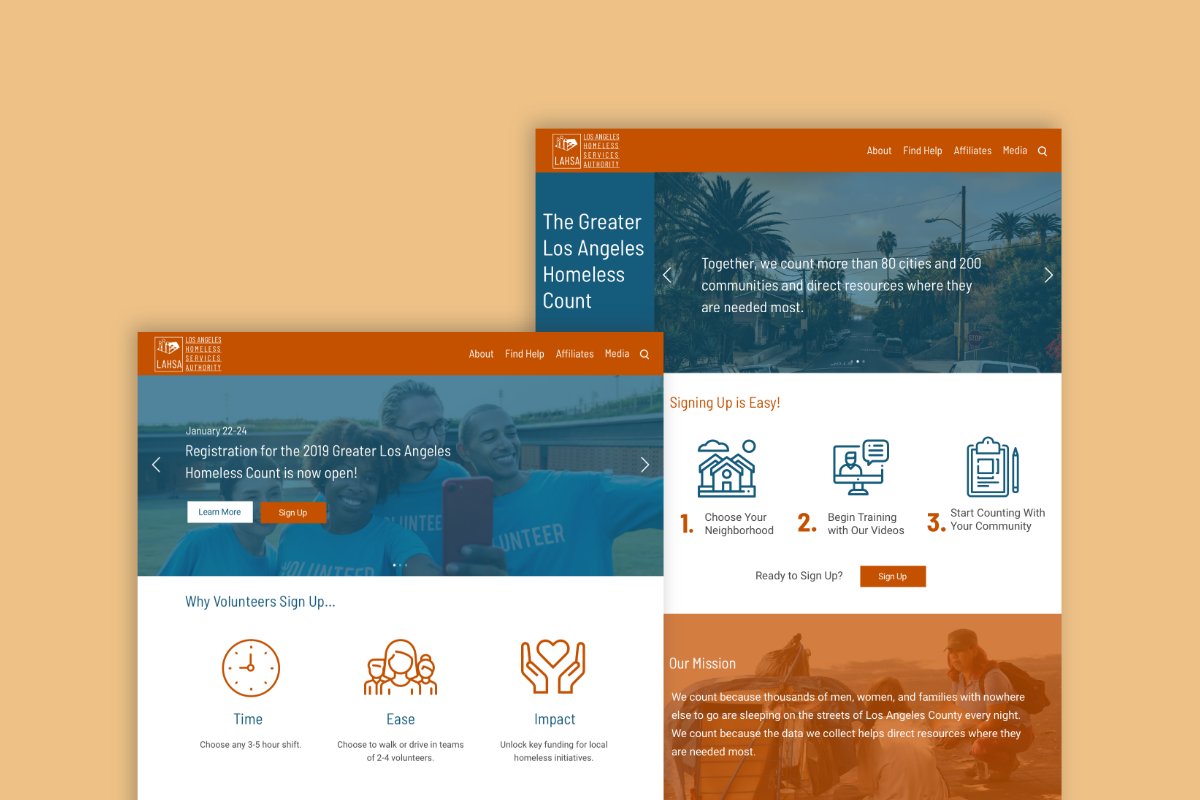 LOS ANGELES
HOMELESS
SERVICES
AUTHORITY
LAHSA
About Find Help Affiliates Media
The Greater
Los Angeles
Homeless
Count
Together, we count more than 80 cities and 200
communities and direct resources where they
are needed most.
Signing Up is Easy!
1. Choose Your
Neighborhood
2. Begin Training
with Our Videos
3. Start Counting With
Your Community
Ready to Sign Up? Sign Up
Our Mission
We count because thousands of men, women, and families with nowhere
else to go are sleeping on the streets of Los Angeles County every night.
We count because the data we collect helps direct resources where they
are needed most.
LOS ANGELES
HOMELESS
SERVICES
AUTHORITY
LAHSA
About Find Help Affiliates Media
January 22-24
Registration for the 2019 Greater Los Angeles
Homeless Count is now open!
Learn More Sign Up
VOLUNTEER
UNTEER
UNTEER
Why Volunteers Sign Up...
Time
Choose any 3-5 hour shift.
Ease
Choose to walk or drive in teams
of 2-4 volunteers.
Impact
Unlock key funding for local
homeless initiatives.